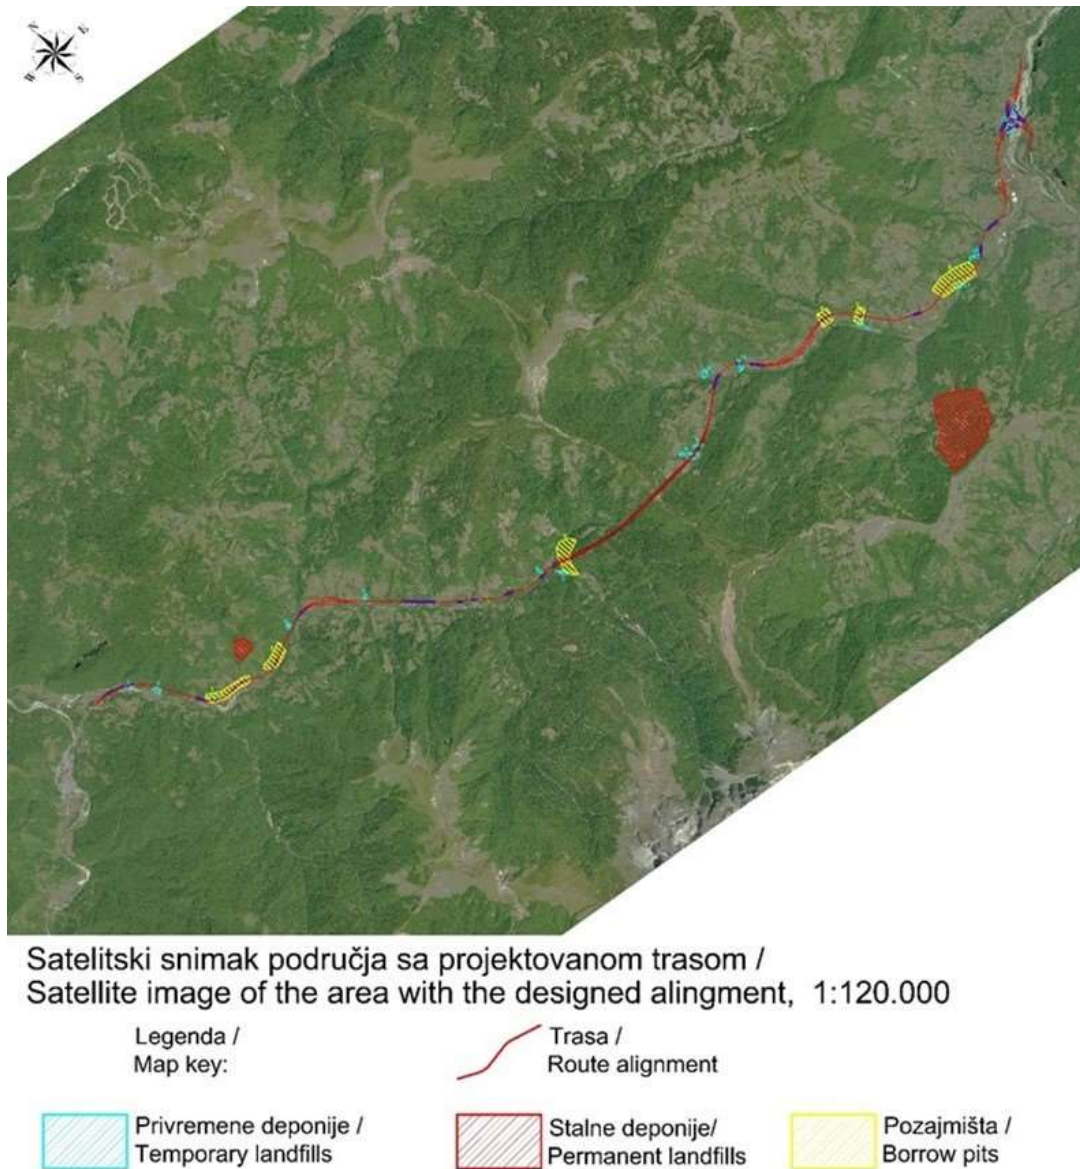 N
E
S
Satelitski snimak područja sa projektovanom trasom /
Satellite image of the area with the designed alingment, 1:120.000
Legenda /
Map key:
Trasa /
Route alignment
Privremene deponije /
Temporary landfills
Stalne deponije/
Permanent landfills
Pozajmišta /
Borrow pits